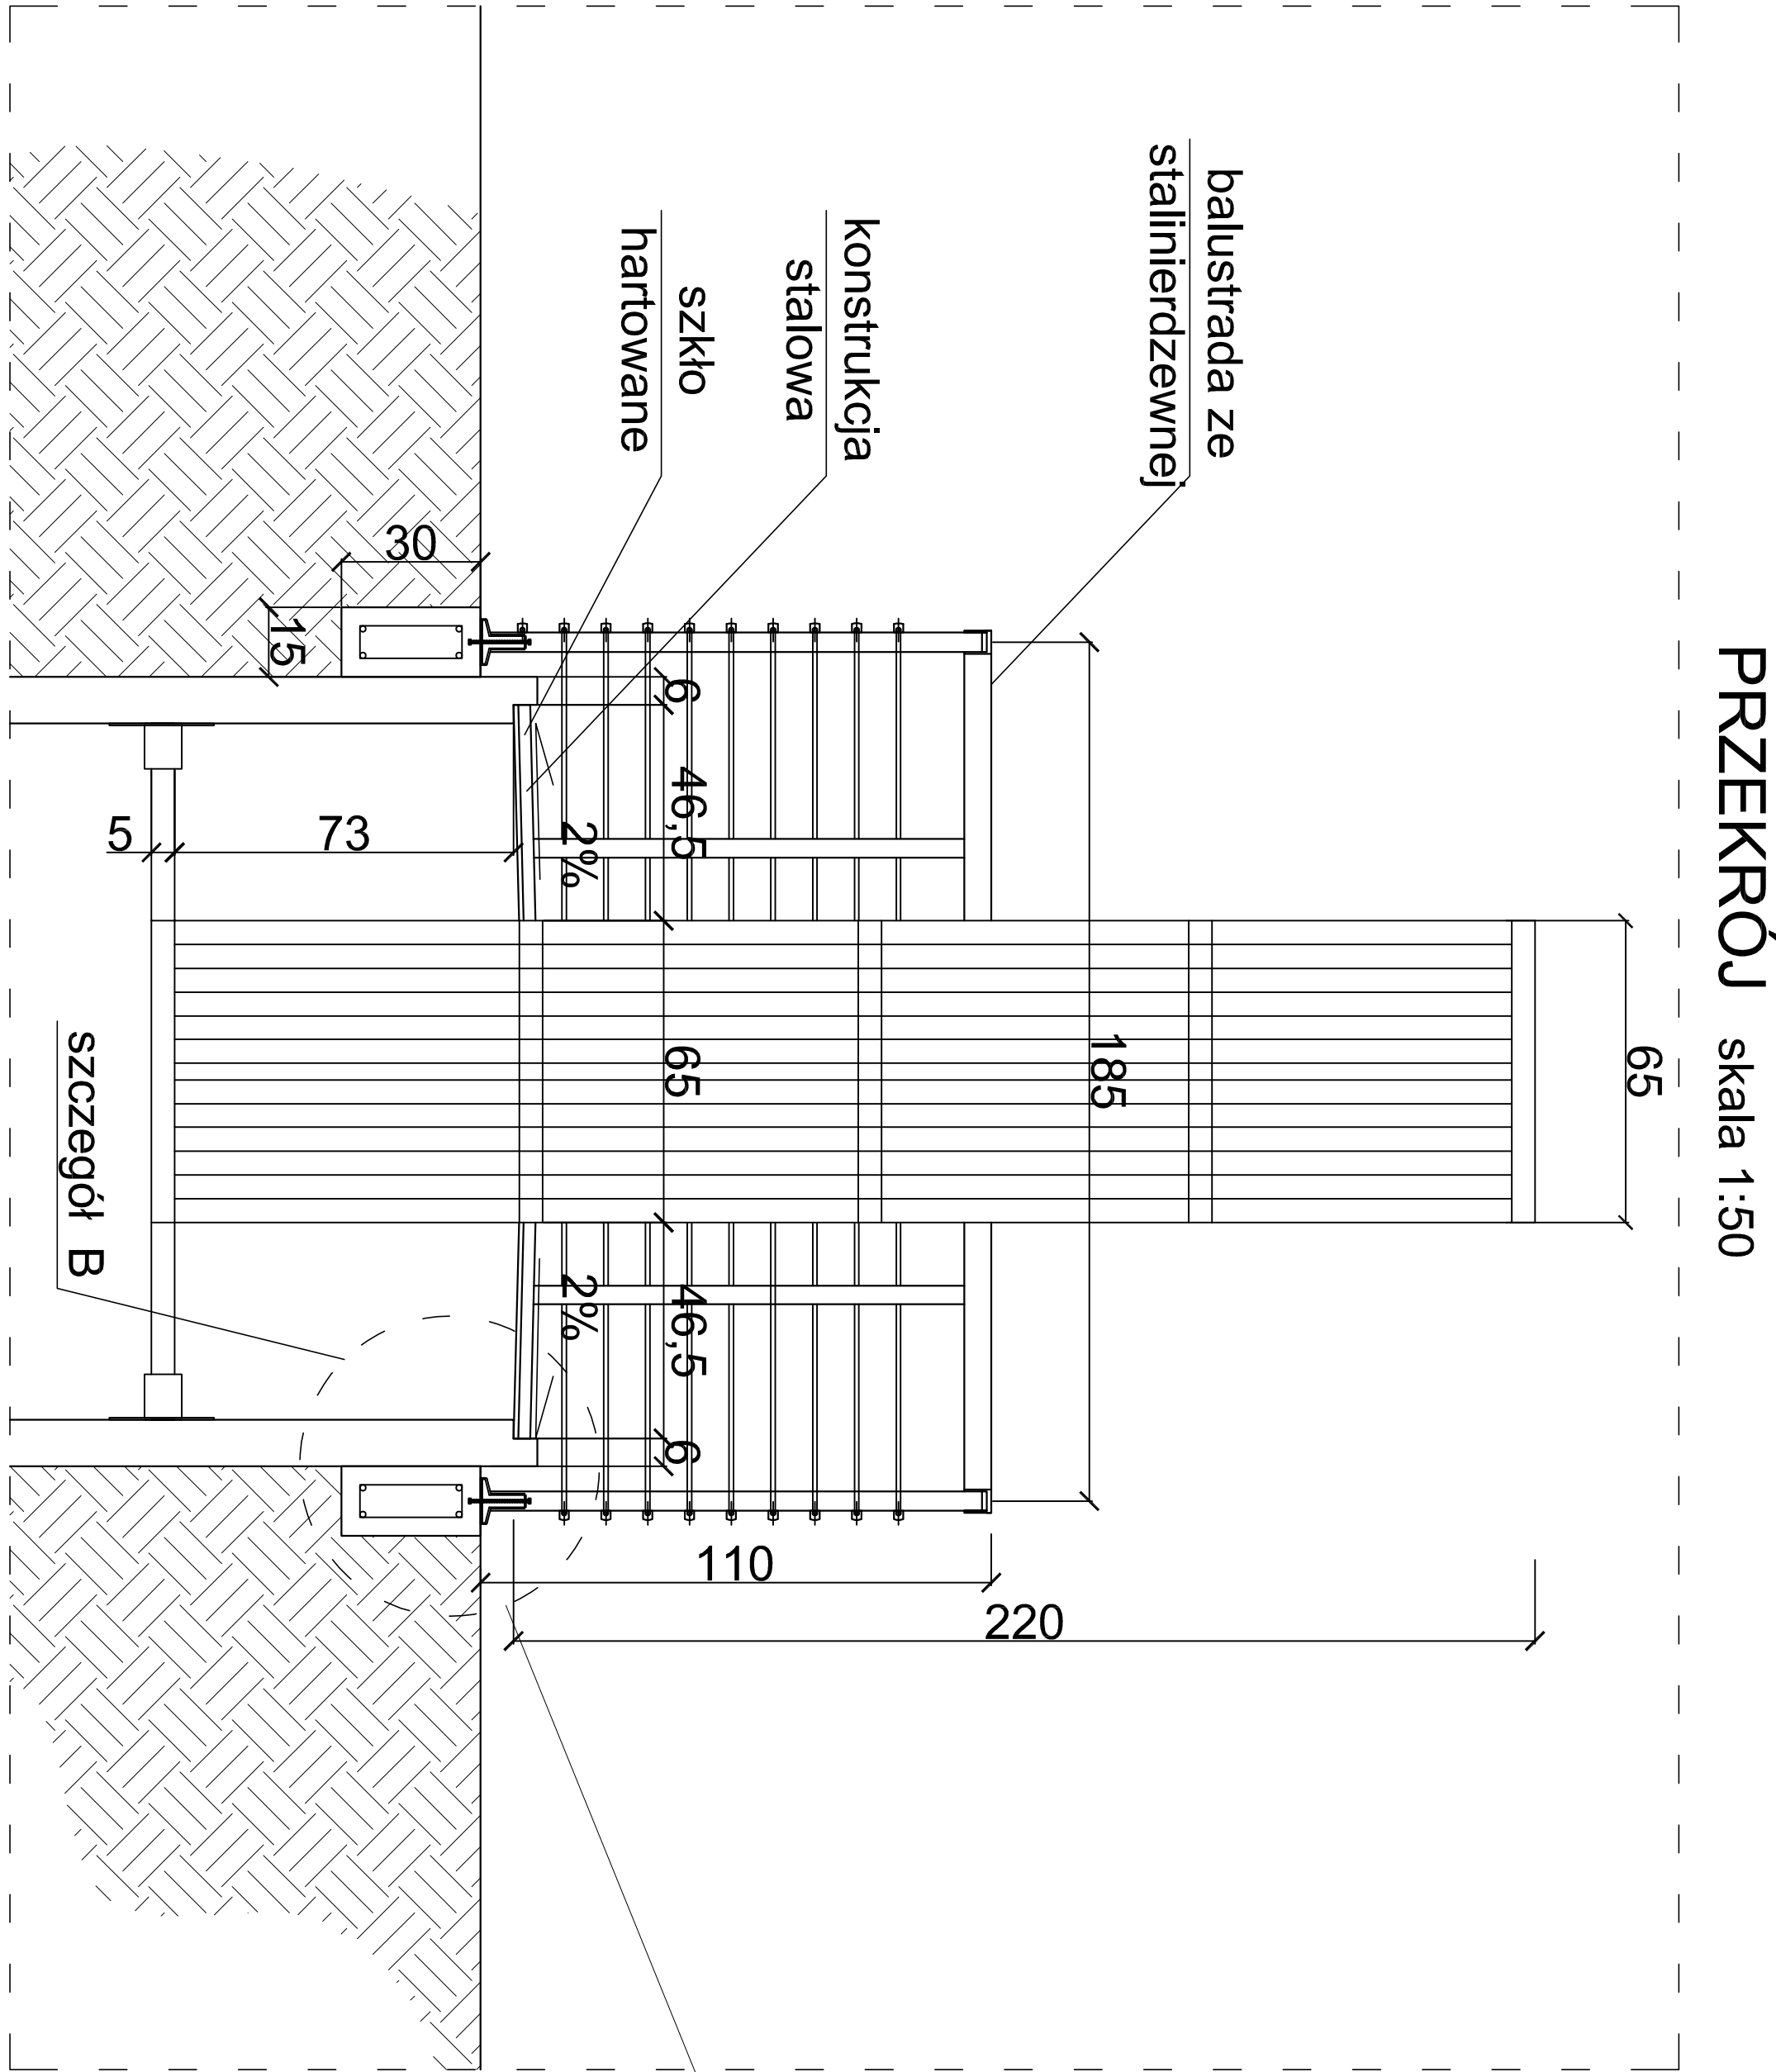 PRZEKRÓJ skala 1:50
65
balustrada ze
stalinierdzewnej
185
konstrukcja
stalowa
szkło
hartowane
6
46,5
65
46,5
6
2%
2%
30
15
5
73
110
220
szczegół B